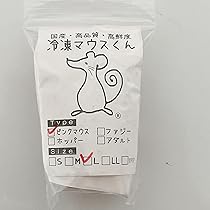 国産・高品質・高鮮度
冷凍マウスくん
®
Type
ピンクマウス ファジー
ホッパー アダルト
Size
S M L LL